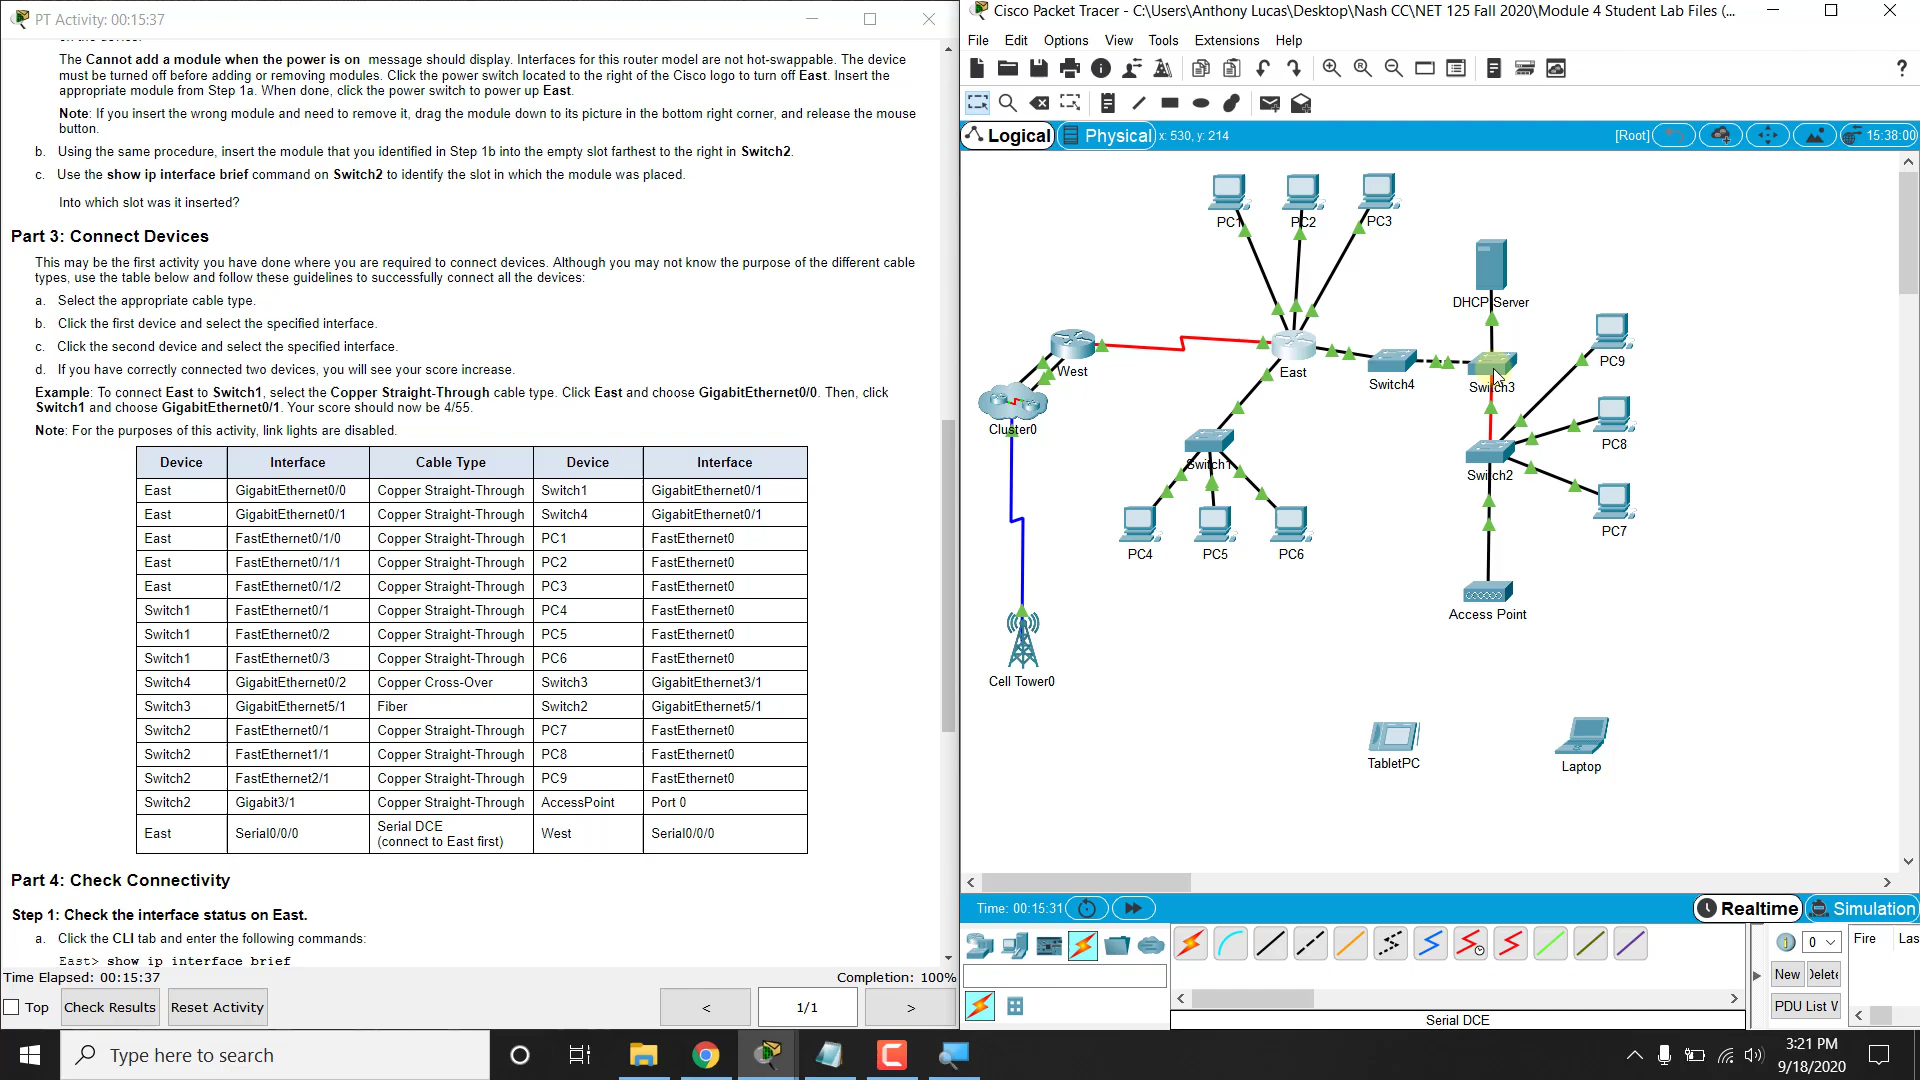 PT Activity: 00:15:37
The Cannot add a module when the power is on message should display. Interfaces for this router model are not hot-swappable. The device
must be turned off before adding or removing modules. Click the power switch located to the right of the Cisco logo to turn off East. Insert the
appropriate module from Step 1a. When done, click the power switch to power up East.
Note: If you insert the wrong module and need to remove it, drag the module down to its picture in the bottom right corner, and release the mouse
button.
b. Using the same procedure, insert the module that you identified in Step 1b into the empty slot farthest to the right in Switch2.
c. Use the show ip interface brief command on Switch2 to identify the slot in which the module was placed.
Into which slot was it inserted?
Part 3: Connect Devices
This may be the first activity you have done where you are required to connect devices. Although you may not know the purpose of the different cable
types, use the table below and follow these guidelines to successfully connect all the devices:
a. Select the appropriate cable type.
b. Click the first device and select the specified interface.
c. Click the second device and select the specified interface.
d. If you have correctly connected two devices, you will see your score increase.
Example: To connect East to Switch1, select the Copper Straight-Through cable type. Click East and choose GigabitEthernet0/0. Then, click
Switch1 and choose GigabitEthernet0/1. Your score should now be 4/55.
Note: For the purposes of this activity, link lights are disabled.
Device Interface Cable Type Device Interface
East GigabitEthernet0/0 Copper Straight-Through Switch1 GigabitEthernet0/1
East GigabitEthernet0/1 Copper Straight-Through Switch4 GigabitEthernet0/1
East FastEthernet0/1/0 Copper Straight-Through PC1 FastEthernet0
East FastEthernet0/1/1 Copper Straight-Through PC2 FastEthernet0
East FastEthernet0/1/2 Copper Straight-Through PC3 FastEthernet0
Switch1 FastEthernet0/1 Copper Straight-Through PC4 FastEthernet0
Switch1 FastEthernet0/2 Copper Straight-Through PC5 FastEthernet0
Switch1 FastEthernet0/3 Copper Straight-Through PC6 FastEthernet0
Switch4 GigabitEthernet0/2 Copper Cross-Over Switch3 GigabitEthernet3/1
Switch3 GigabitEthernet5/1 Fiber Switch2 GigabitEthernet5/1
Switch2 FastEthernet0/1 Copper Straight-Through PC7 FastEthernet0
Switch2 FastEthernet1/1 Copper Straight-Through PC8 FastEthernet0
Switch2 FastEthernet2/1 Copper Straight-Through PC9 FastEthernet0
Switch2 Gigabit3/1 Copper Straight-Through AccessPoint Port 0
East Serial0/0/0 Serial DCE
(connect to East first) West Serial0/0/0
Part 4: Check Connectivity
Step 1: Check the interface status on East.
a. Click the CLI tab and enter the following commands:
East> show ip interface brief
Time Elapsed: 00:15:37 Completion: 100%
Top Check Results Reset Activity < 1/1 >
Cisco Packet Tracer - C:\Users\Anthony Lucas\Desktop\Nash CC\NET 125 Fall 2020\Module 4 Student Lab Files (...
File Edit Options View Tools Extensions Help
Logical Physical x: 530, y: 214 [Root] 15:38:00
PC1 PC2 PC3
DHCP Server
PC9
West East Switch4 Switch3
Cluster0
PC8
Switch1 Switch2
PC7
PC4 PC5 PC6
Access Point
Cell Tower0
TabletPC Laptop
Time: 00:15:31 Realtime Simulation
0 Fire Las
New Delete
PDU List W
Serial DCE
Type here to search
3:21 PM
9/18/2020